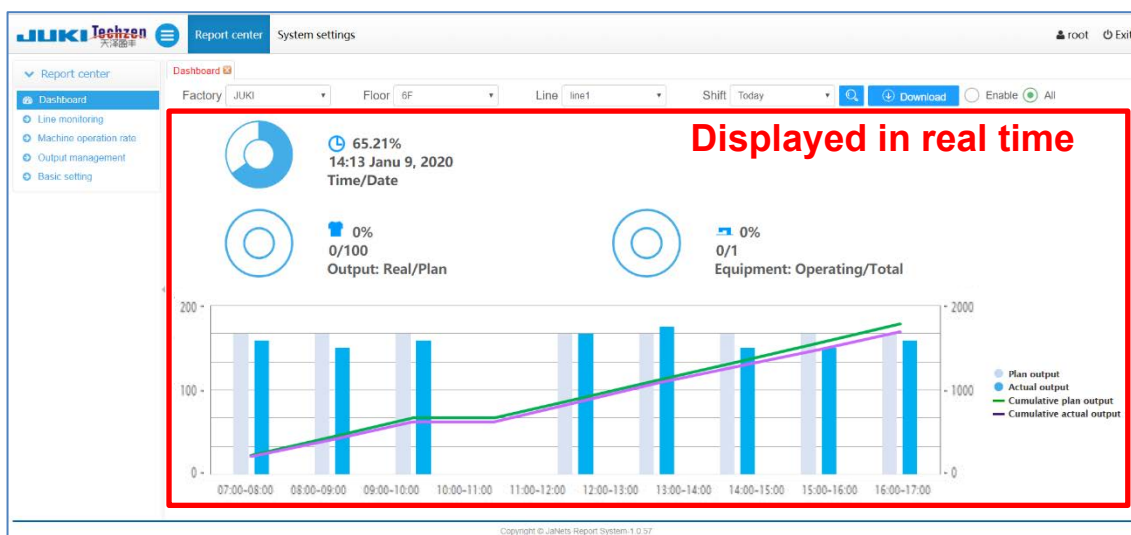 JUKI Techzen Report center System settings root Exit
天泽圆丰
Report center
Dashboard
Line monitoring
Machine operation rate
Output management
Basic setting
Dashboard
Factory JUKI Floor 6F Line line1 Shift Today Download Enable All
Displayed in real time
65.21%
14:13 Janu 9, 2020
Time/Date
0%
0/100
Output: Real/Plan
0%
0/1
Equipment: Operating/Total
200 2000
100 1000
0 0
07:00-08:00 08:00-09:00 09:00-10:00 10:00-11:00 11:00-12:00 12:00-13:00 13:00-14:00 14:00-15:00 15:00-16:00 16:00-17:00
Plan output
Actual output
Cumulative plan output
Cumulative actual output
Copyright © JaNets Report System-1.0.57